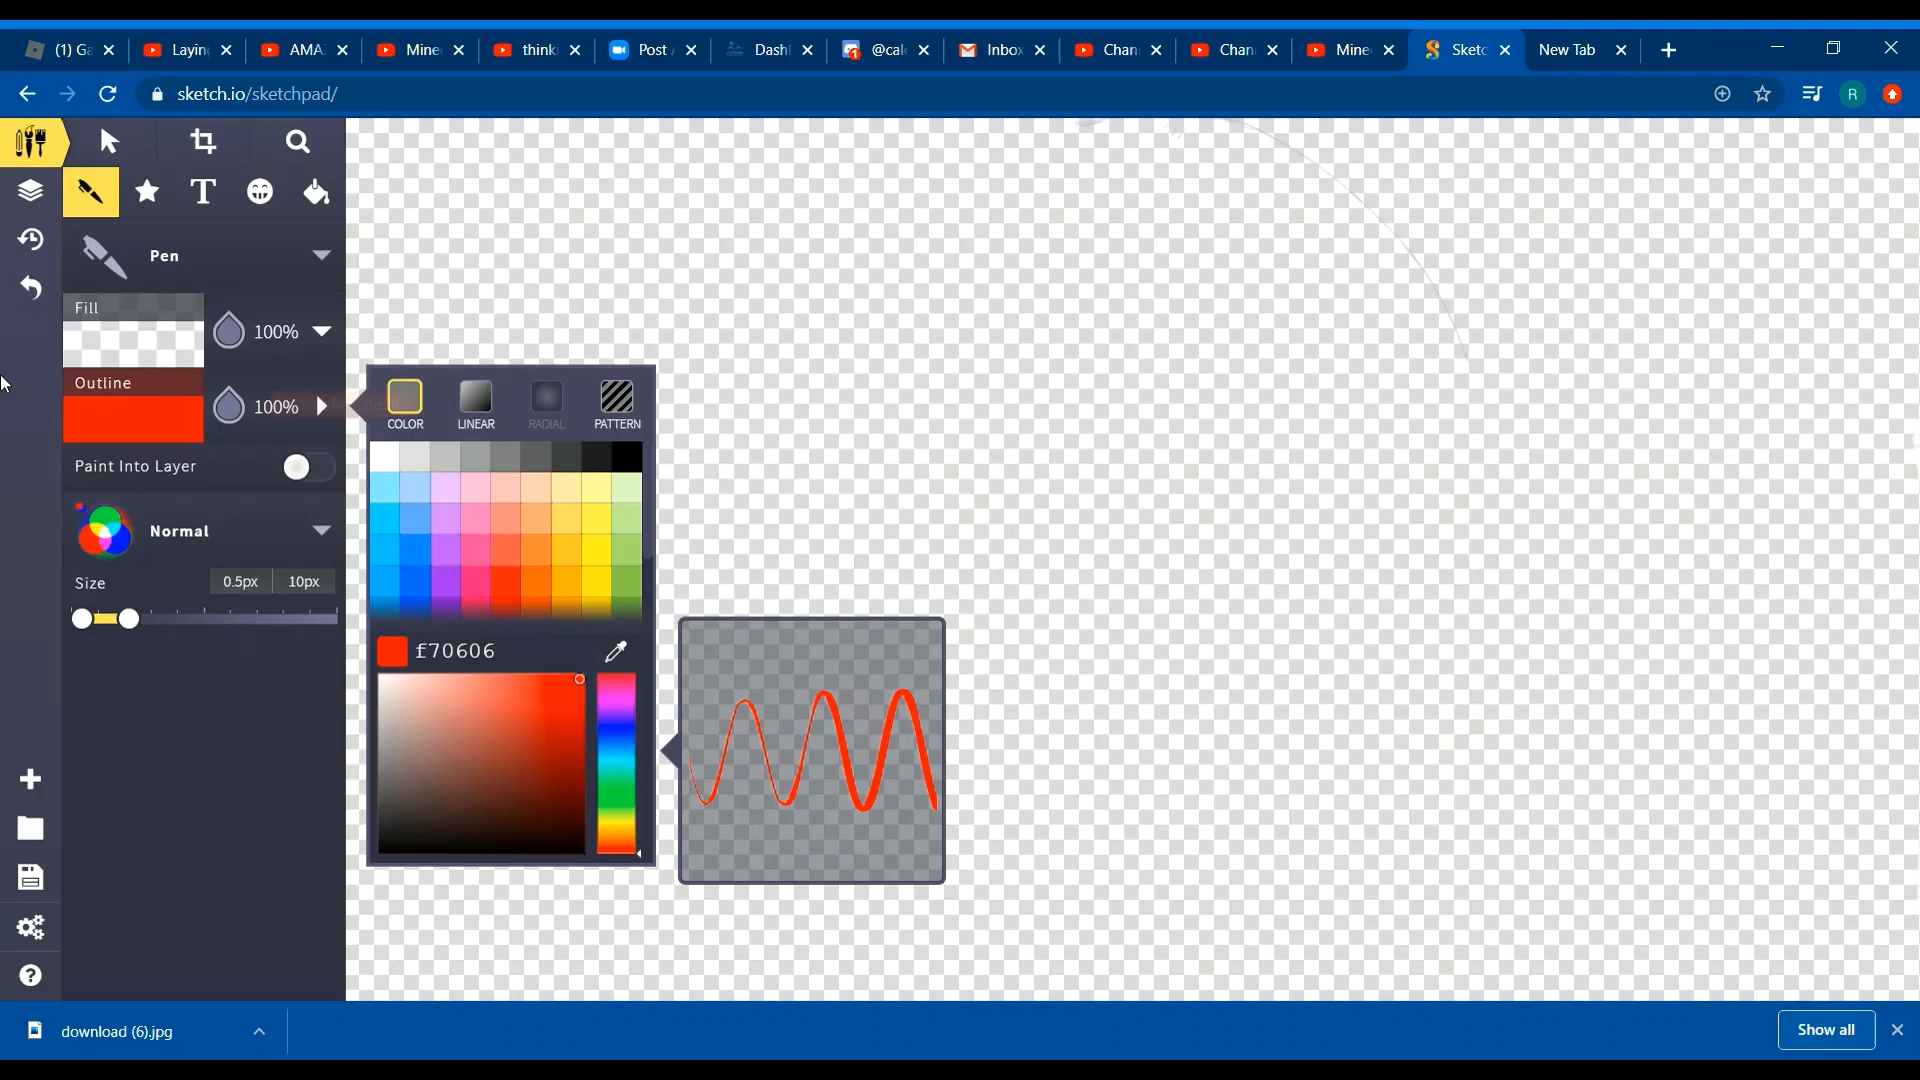 (1) Ga
Layin
AMA
Mine
think
Post
Dash
@cal
Inbox
Chan
Chan
Mine
Sketc
New Tab
sketch.io/sketchpad/
R
T
Pen
Fill
100%
Outline
100%
COLOR
LINEAR
RADIAL
PATTERN
Paint Into Layer
Normal
Size
0.5px
10px
f70606
download (6).jpg
Show all